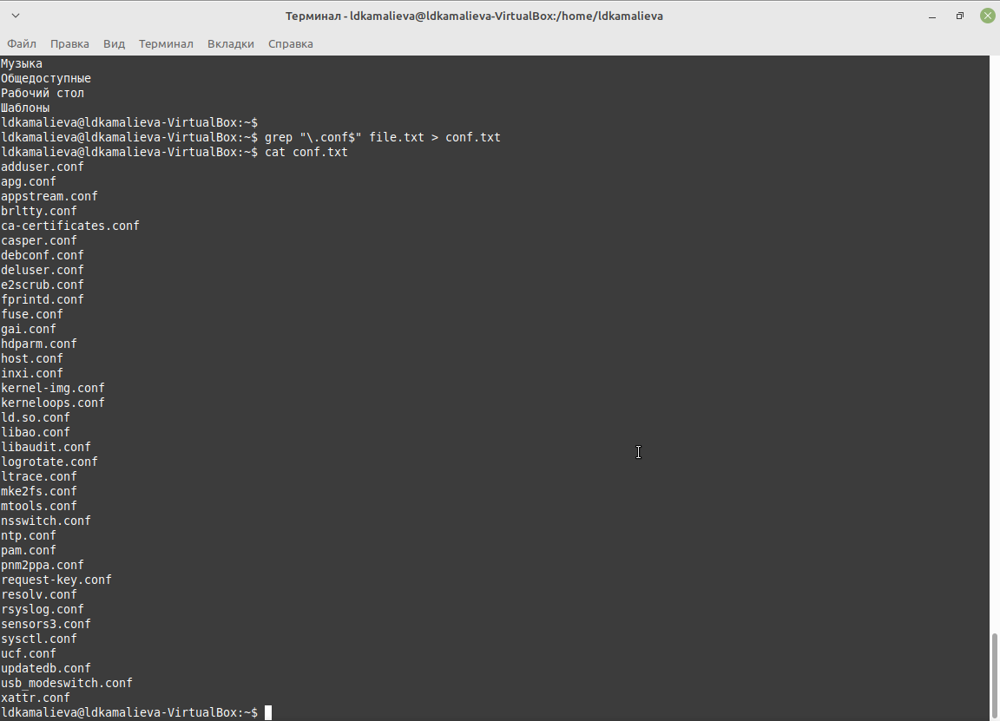 Терминал - ldkamalieva@ldkamalieva-VirtualBox:/home/ldkamalieva
Файл Правка Вид Терминал Вкладки Справка
Музыка
Общедоступные
Рабочий стол
Шаблоны
ldkamalieva@ldkamalieva-VirtualBox:~$
ldkamalieva@ldkamalieva-VirtualBox:~$ grep "\.conf$" file.txt > conf.txt
ldkamalieva@ldkamalieva-VirtualBox:~$ cat conf.txt
adduser.conf
apg.conf
appstream.conf
brltty.conf
ca-certificates.conf
casper.conf
debconf.conf
deluser.conf
e2scrub.conf
fprintd.conf
fuse.conf
gai.conf
hdparm.conf
host.conf
inxi.conf
kernel-img.conf
kerneloops.conf
ld.so.conf
libao.conf
libaudit.conf
logrotate.conf
ltrace.conf
mke2fs.conf
mtools.conf
nsswitch.conf
ntp.conf
pam.conf
pnm2ppa.conf
request-key.conf
resolv.conf
rsyslog.conf
sensors3.conf
sysctl.conf
ucf.conf
updatedb.conf
usb_modeswitch.conf
xattr.conf
ldkamalieva@ldkamalieva-VirtualBox:~$